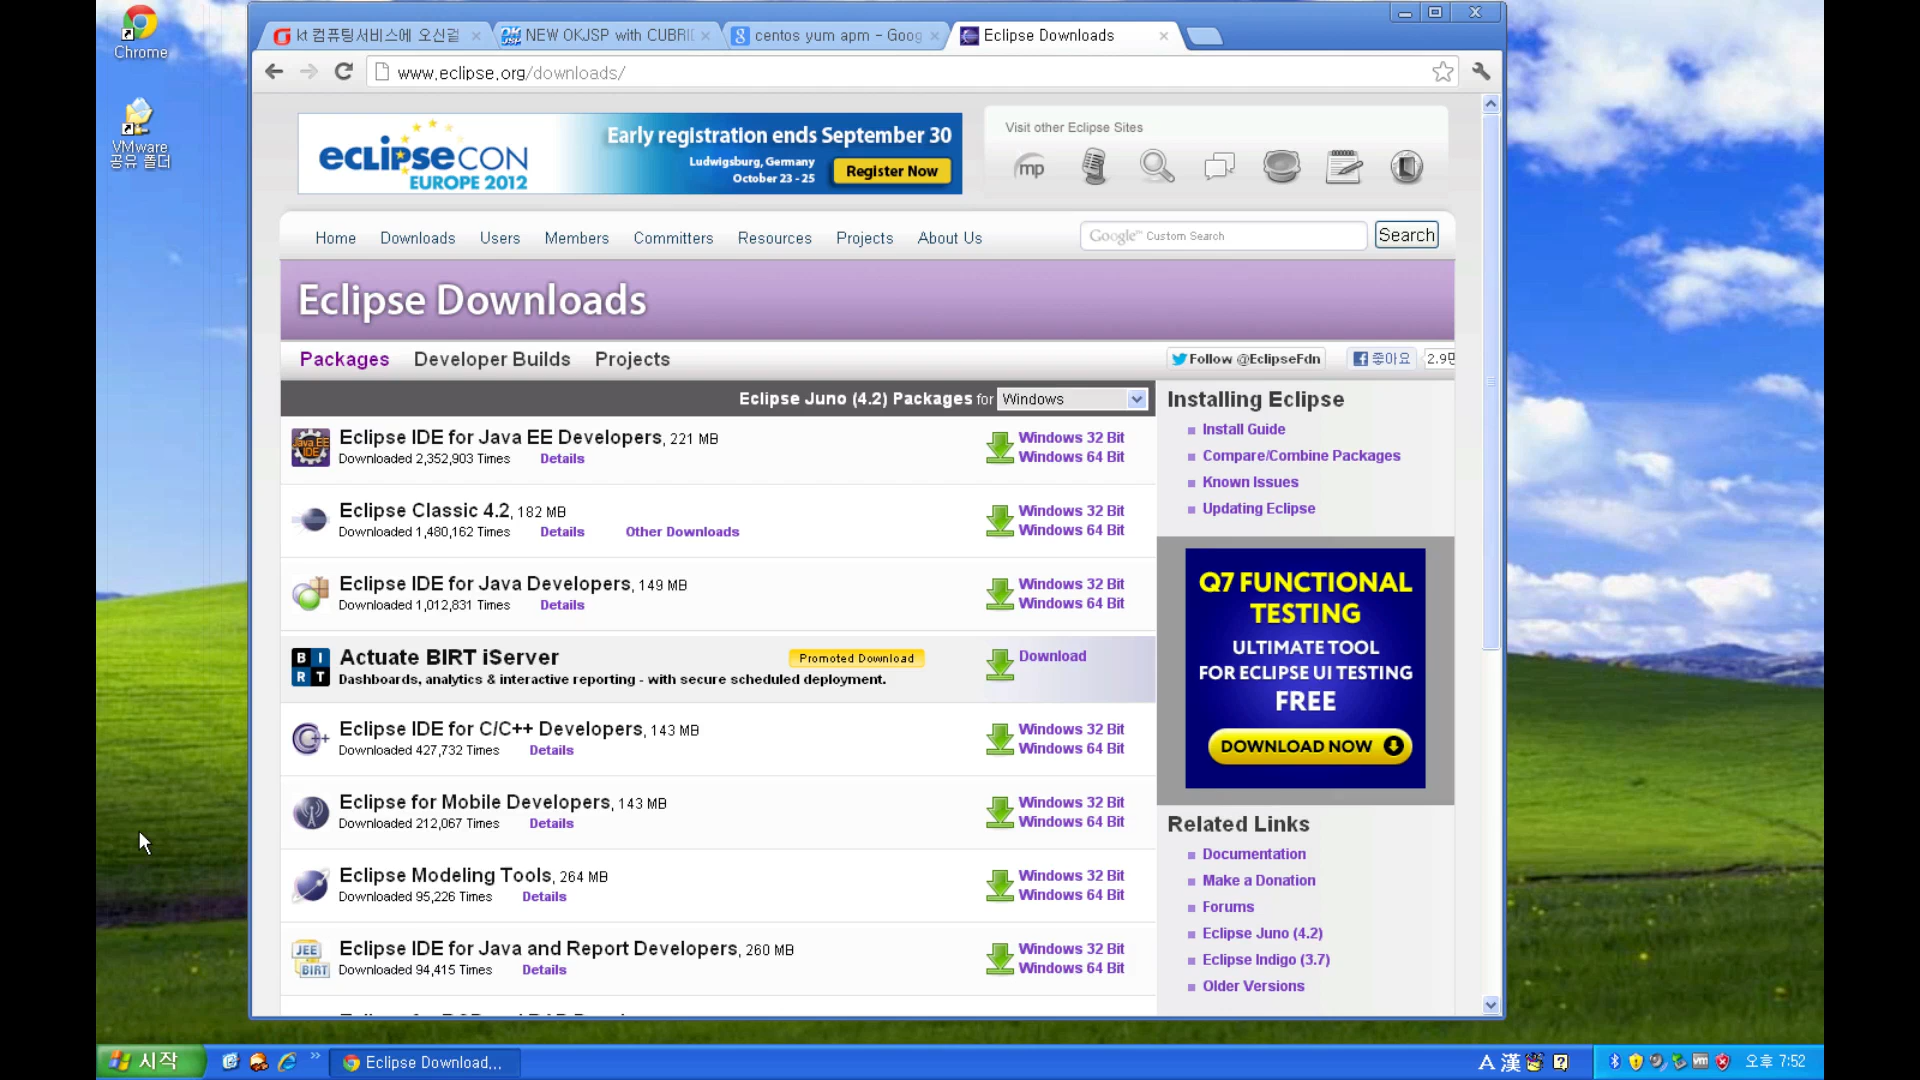 Chrome
VMware
공유 폴더
kt 컴퓨팅서비스에 오신걸
NEW OKJSP with CUBRI
centos yum apm - Goog
Eclipse Downloads
www.eclipse.org/downloads/
eclipsecon
EUROPE 2012
Early registration ends September 30
Ludwigsburg, Germany
October 23 - 25
Register Now
Visit other Eclipse Sites
mp
Home Downloads Users Members Committers Resources Projects About Us
Google™ Custom Search
Search
Eclipse Downloads
Packages Developer Builds Projects
Follow @EclipseFdn
좋아요
2.9만
Eclipse Juno (4.2) Packages for Windows
Java EE
IDE
Eclipse IDE for Java EE Developers, 221 MB
Downloaded 2,352,903 Times Details
Windows 32 Bit
Windows 64 Bit
Eclipse Classic 4.2, 182 MB
Downloaded 1,480,162 Times Details Other Downloads
Windows 32 Bit
Windows 64 Bit
Eclipse IDE for Java Developers, 149 MB
Downloaded 1,012,831 Times Details
Windows 32 Bit
Windows 64 Bit
BI
RT
Actuate BIRT iServer
Promoted Download
Dashboards, analytics & interactive reporting - with secure scheduled deployment.
Download
C++
Eclipse IDE for C/C++ Developers, 143 MB
Downloaded 427,732 Times Details
Windows 32 Bit
Windows 64 Bit
Eclipse for Mobile Developers, 143 MB
Downloaded 212,067 Times Details
Windows 32 Bit
Windows 64 Bit
Eclipse Modeling Tools, 264 MB
Downloaded 95,226 Times Details
Windows 32 Bit
Windows 64 Bit
JEE
BIRT
Eclipse IDE for Java and Report Developers, 260 MB
Downloaded 94,415 Times Details
Windows 32 Bit
Windows 64 Bit
Installing Eclipse
Install Guide
Compare/Combine Packages
Known Issues
Updating Eclipse
Q7 FUNCTIONAL
TESTING
ULTIMATE TOOL
FOR ECLIPSE UI TESTING
FREE
DOWNLOAD NOW
Related Links
Documentation
Make a Donation
Forums
Eclipse Juno (4.2)
Eclipse Indigo (3.7)
Older Versions
시작
Eclipse Download...
A 漢
오후 7:52